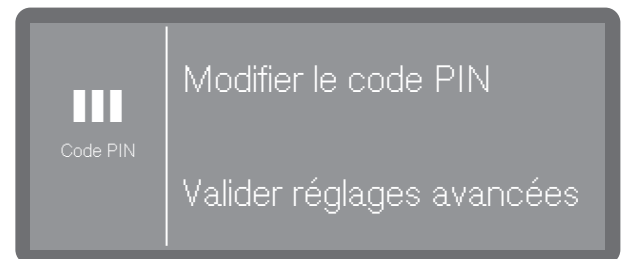 Modifier le code PIN
Code PIN
Valider réglages avancées